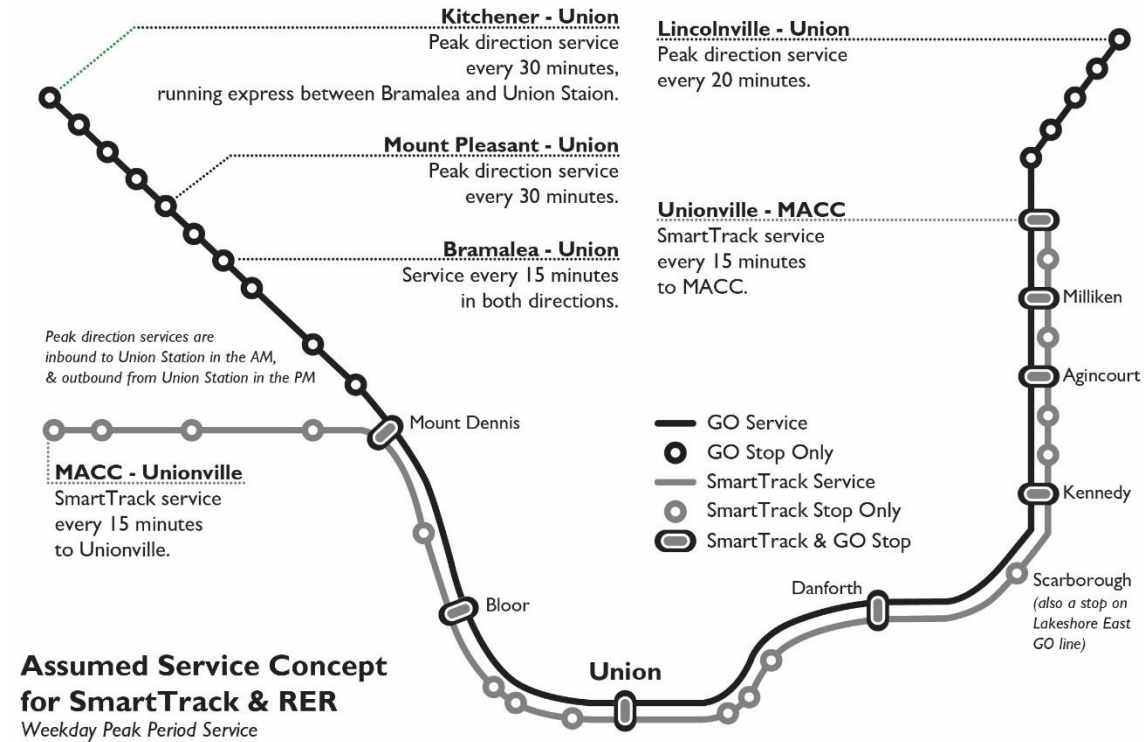 Kitchener - Union
Peak direction service
every 30 minutes,
running express between Bramalea and Union Staion.
Mount Pleasant - Union
Peak direction service
every 30 minutes.
Bramalea - Union
Service every 15 minutes
in both directions.
Lincolnville - Union
Peak direction service
every 20 minutes.
Unionville - MACC
SmartTrack service
every 15 minutes
to MACC.
Milliken
Agincourt
Kennedy
Scarborough
(also a stop on
Lakeshore East
GO line)
Danforth
Peak direction services are
inbound to Union Station in the AM,
& outbound from Union Station in the PM
Mount Dennis
MACC - Unionville
SmartTrack service
every 15 minutes
to Unionville.
GO Service
GO Stop Only
SmartTrack Service
SmartTrack Stop Only
SmartTrack & GO Stop
Bloor
Union
Assumed Service Concept
for SmartTrack & RER
Weekday Peak Period Service